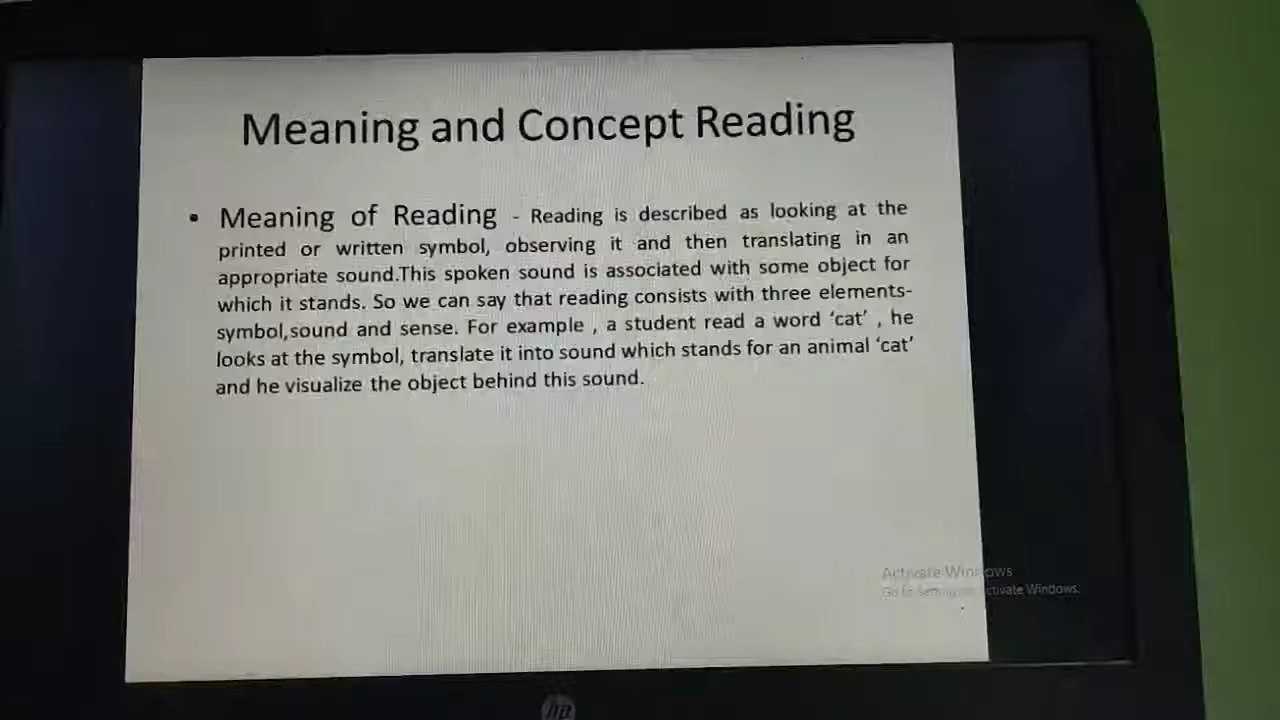 Meaning and Concept Reading
• Meaning of Reading - Reading is described as looking at the
printed or written symbol, observing it and then translating in an
appropriate sound.This spoken sound is associated with some object for
which it stands. So we can say that reading consists with three elements-
symbol,sound and sense. For example , a student read a word ‘cat’ , he
looks at the symbol, translate it into sound which stands for an animal ‘cat’
and he visualize the object behind this sound.
Activate Windows
Go to Settings to activate Windows.
hp